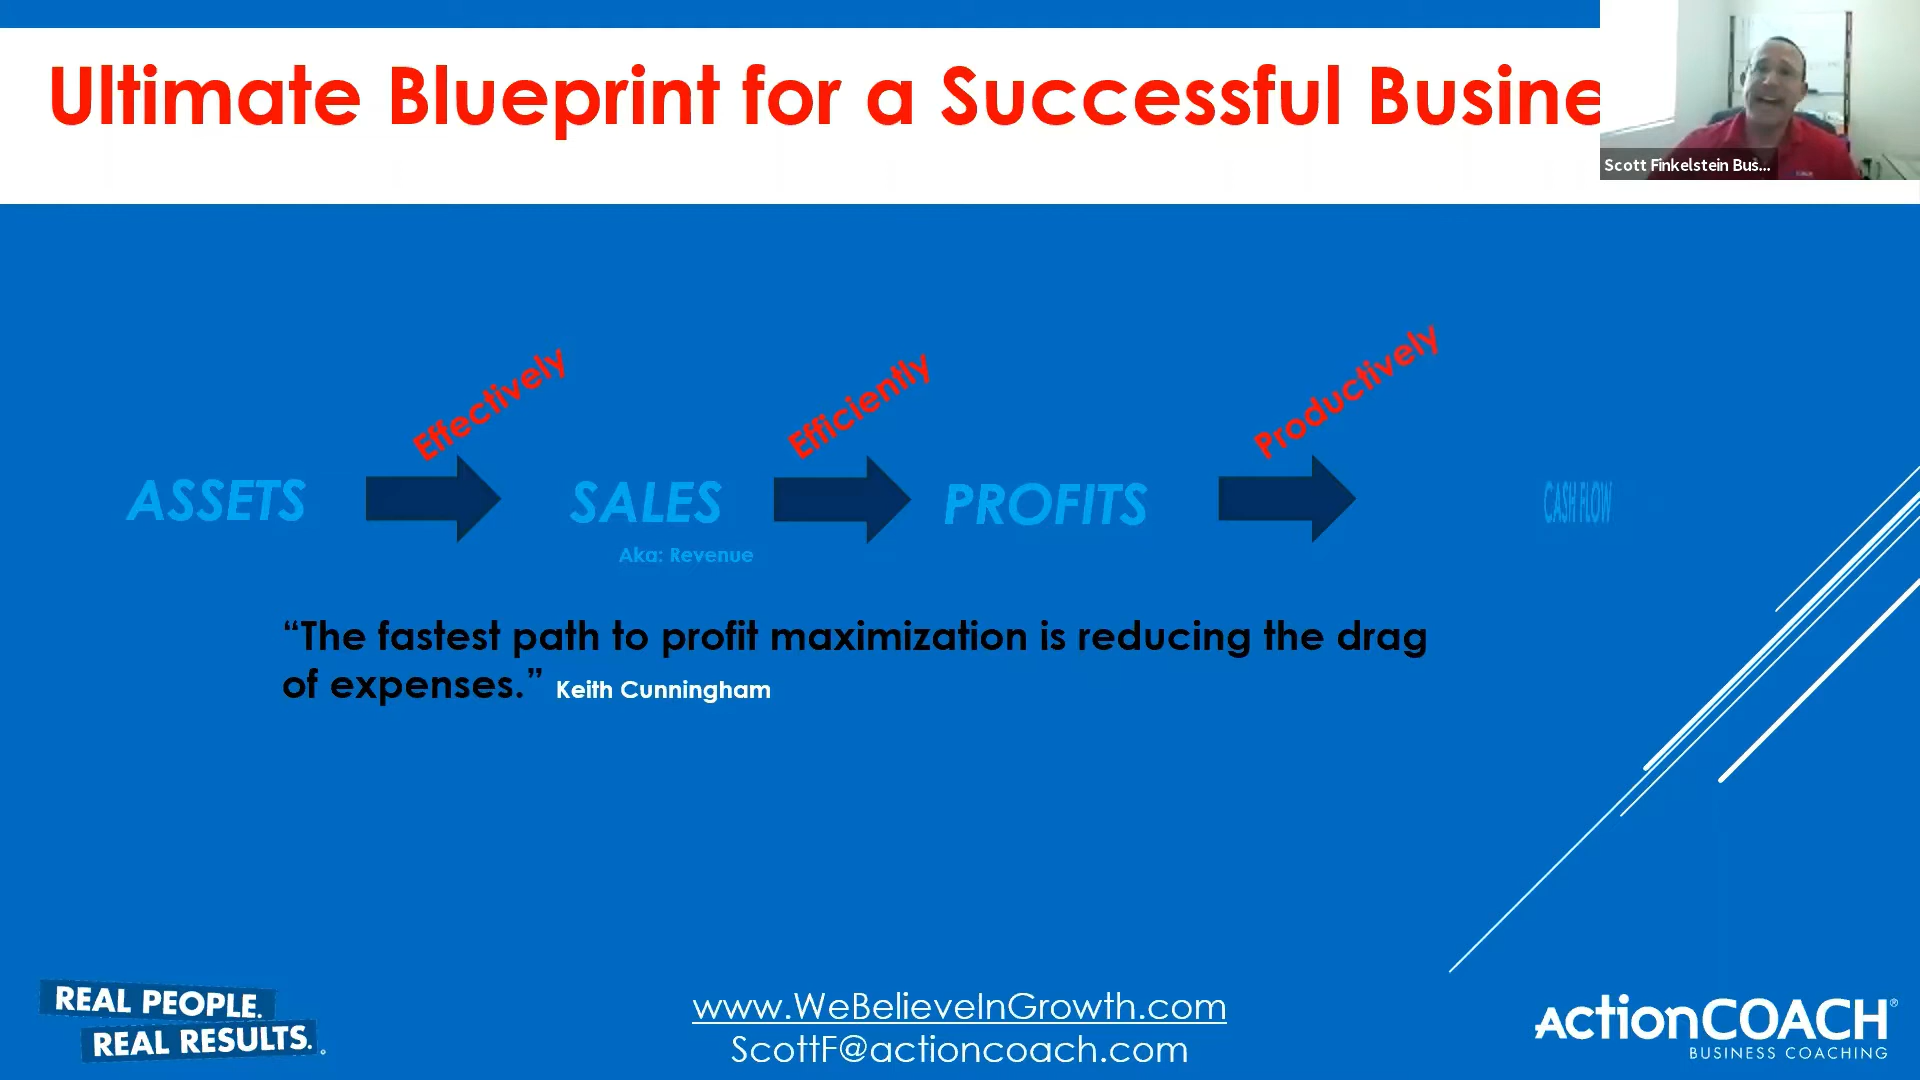 Ultimate Blueprint for a Successful Busine
Scott Finkelstein Bus...
Effectively
Efficiently
Productively
ASSETS
SALES
PROFITS
CASH FLOW
Aka: Revenue
“The fastest path to profit maximization is reducing the drag
of expenses.” Keith Cunningham
REAL PEOPLE.
REAL RESULTS.
www.WeBelieveInGrowth.com
ScottF@actioncoach.com
ActionCOACH®
BUSINESS COACHING